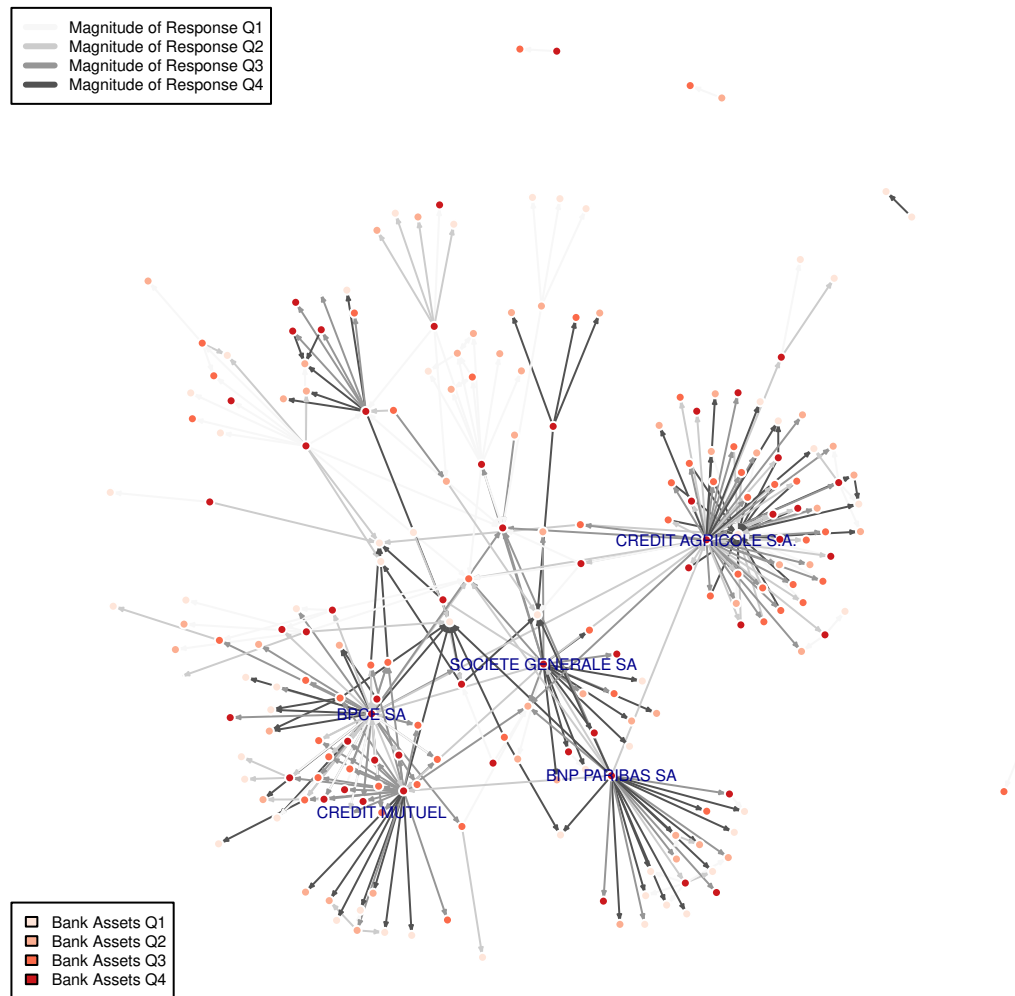 Magnitude of Response Q1
Magnitude of Response Q2
Magnitude of Response Q3
Magnitude of Response Q4
CREDIT AGRICOLE S.A.
SOCIETE GENERALE SA
BPCE SA
BNP PARIBAS SA
CREDIT MUTUEL
Bank Assets Q1
Bank Assets Q2
Bank Assets Q3
Bank Assets Q4